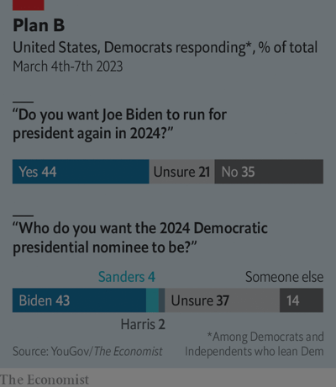 Plan B
United States, Democrats responding*, % of total
March 4th-7th 2023
“Do you want Joe Biden to run for
president again in 2024?”
Yes 44 Unsure 21 No 35
“Who do you want the 2024 Democratic
presidential nominee to be?”
Sanders 4 Someone else
Biden 43 Unsure 37 14
Harris 2
*Among Democrats and
Source: YouGov/The Economist Independents who lean Dem
The Economist